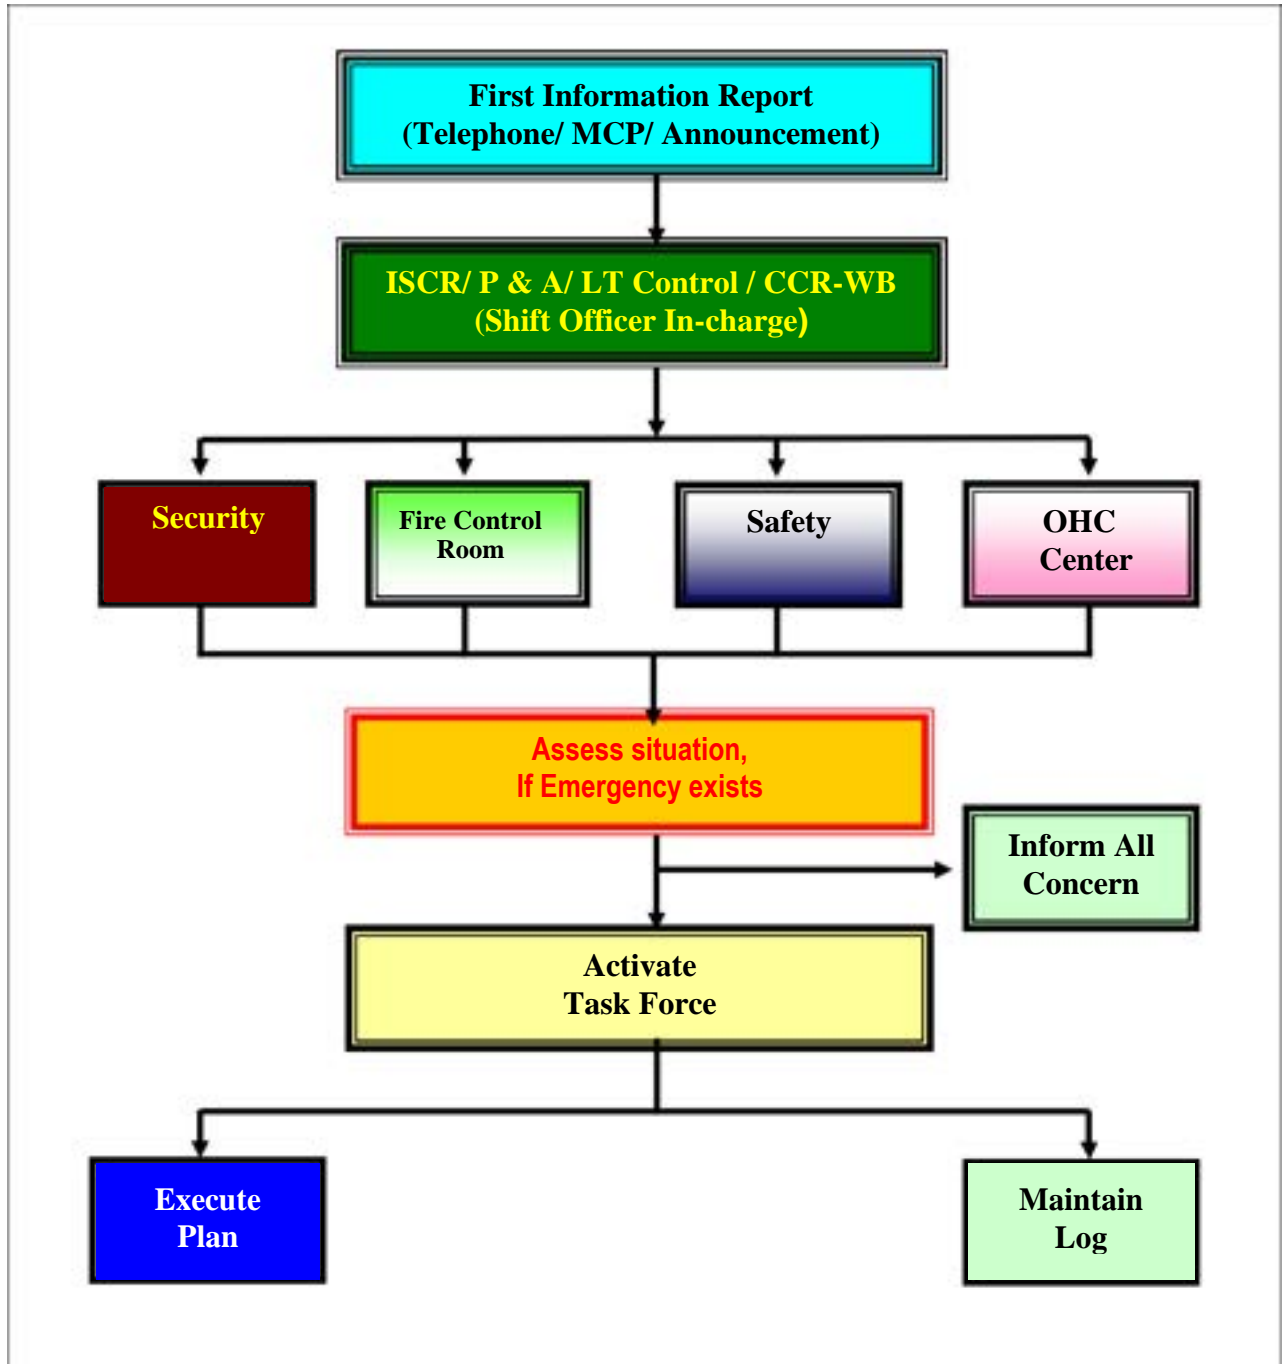 First Information Report
(Telephone/ MCP/ Announcement)
ISCR/ P & A/ LT Control / CCR-WB
(Shift Officer In-charge)
Security
Fire Control
Room
Safety
OHC
Center
Assess situation,
If Emergency exists
Inform All
Concern
Activate
Task Force
Execute
Plan
Maintain
Log